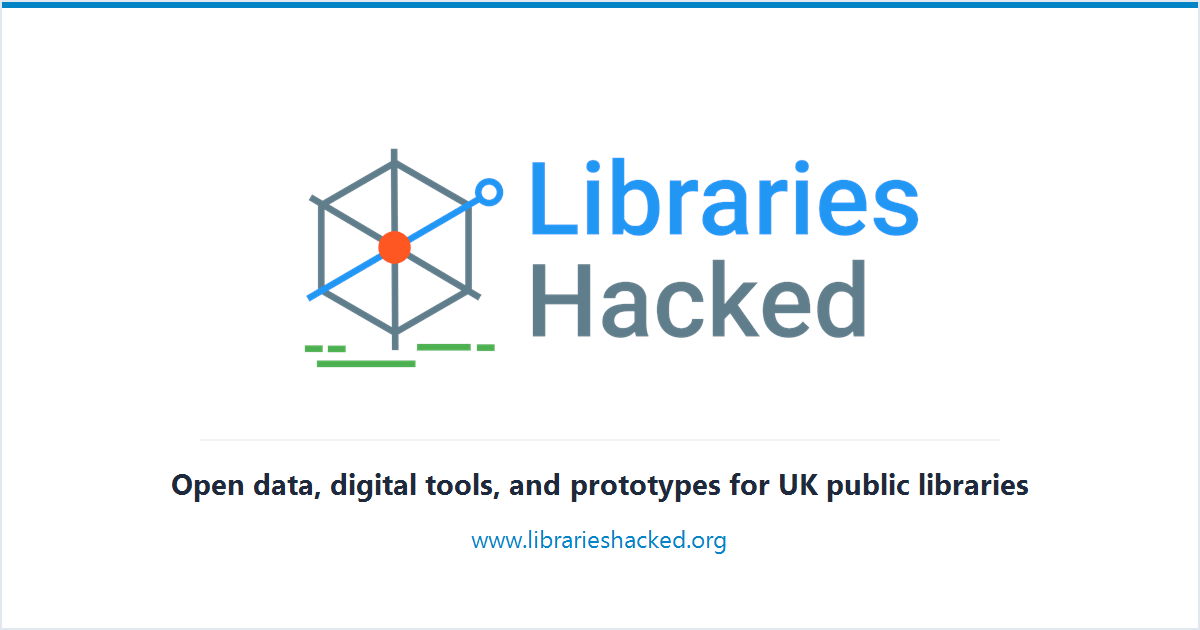 Libraries
Hacked
Open data, digital tools, and prototypes for UK public libraries
www.librarieshacked.org